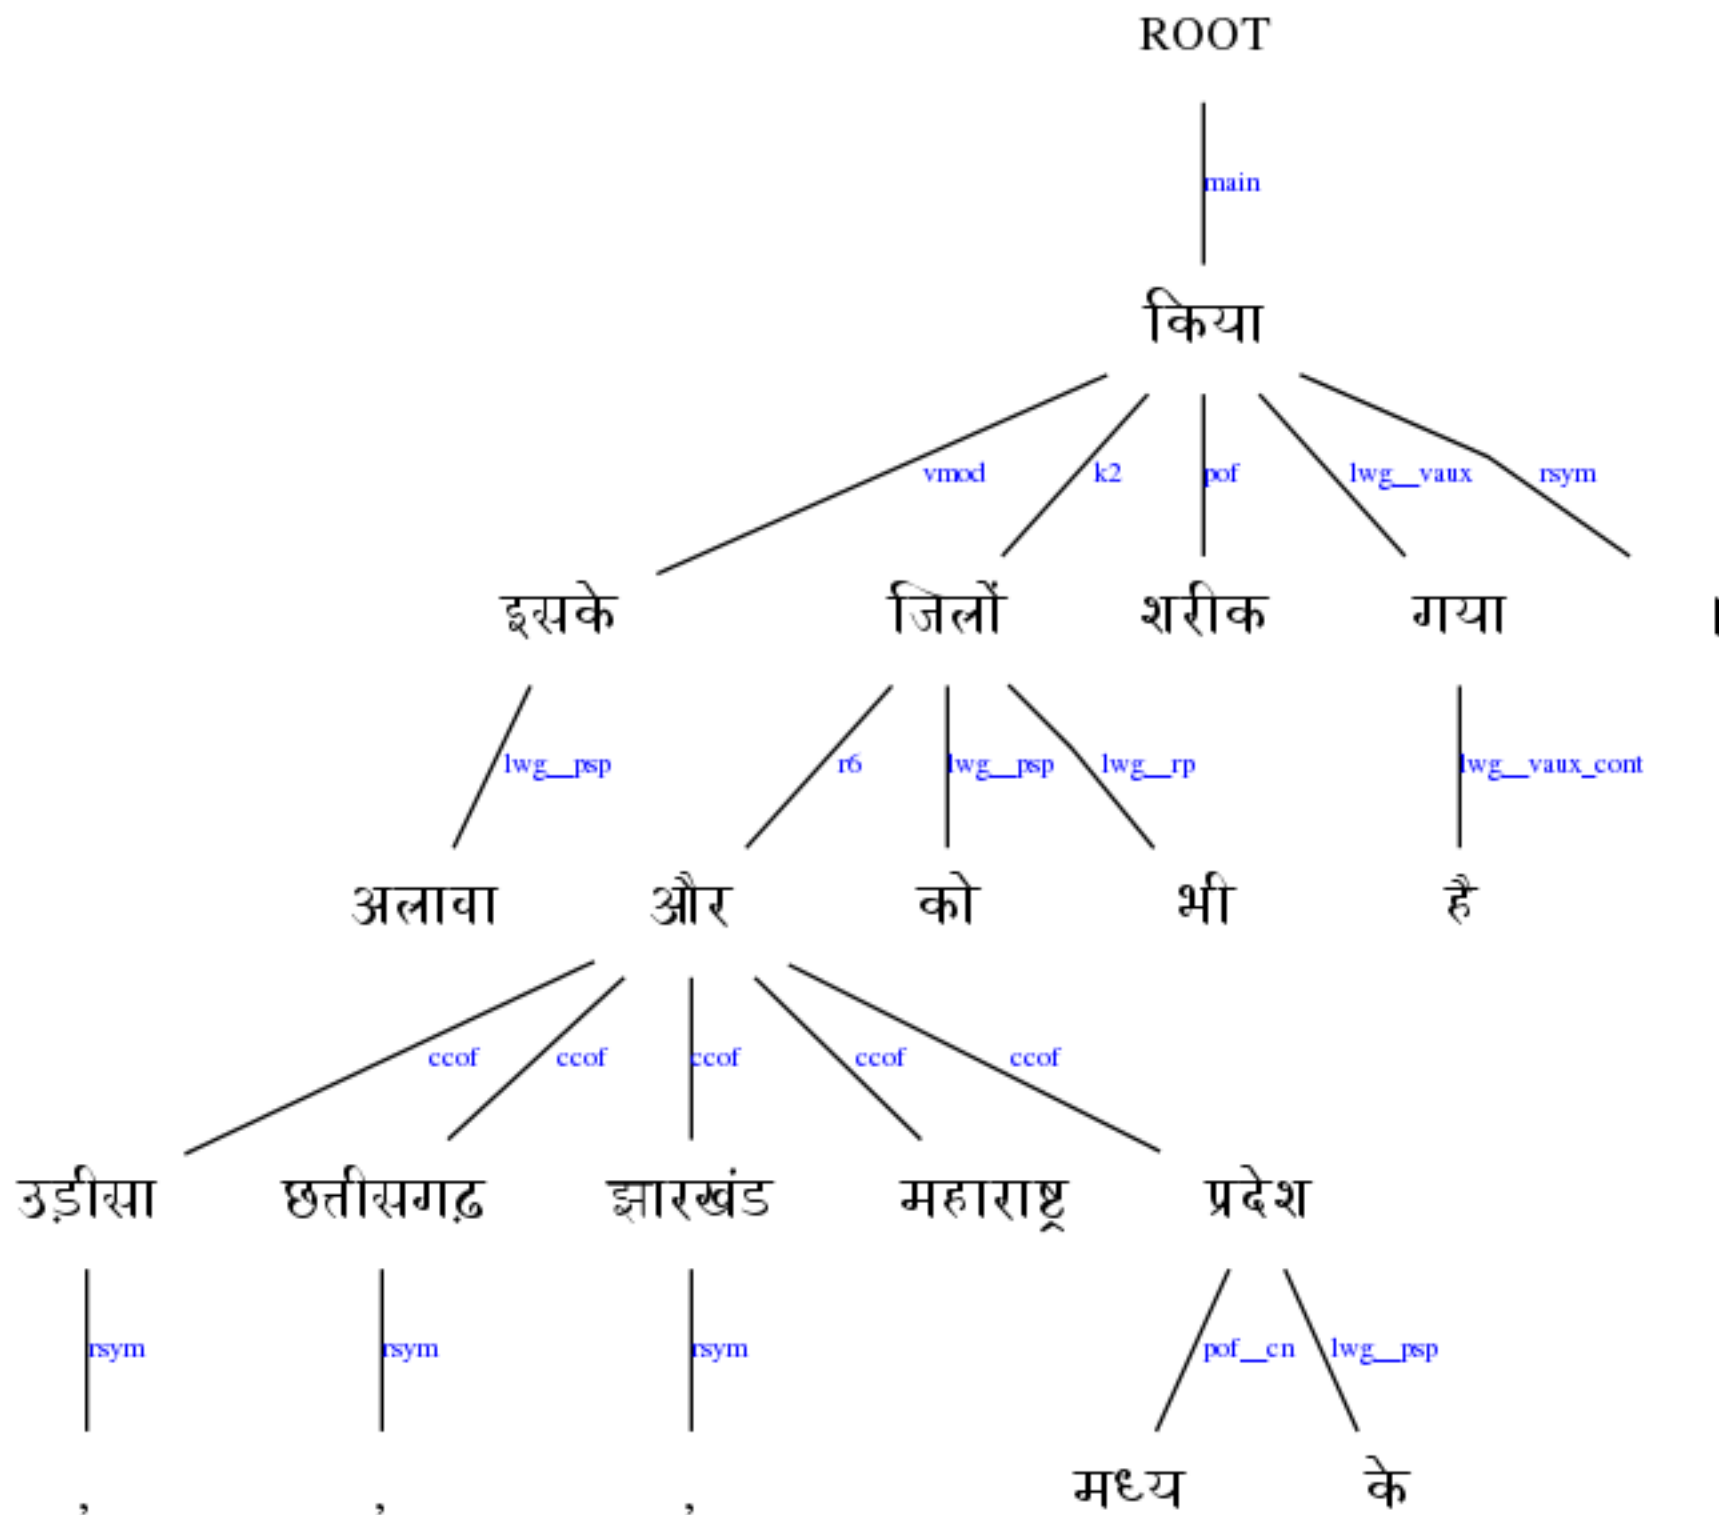 ROOT
main
किया
vmod k2 pof lwg__vaux rsym
इसके जिलों शरीक गया ।
lwg__psp r6 lwg__psp lwg__rp lwg__vaux_cont
अलावा और को भी है
ccof ccof ccof ccof ccof
उड़ीसा छत्तीसगढ़ झारखंड महाराष्ट्र प्रदेश
rsym rsym rsym pof__cn lwg__psp
, , , मध्य के